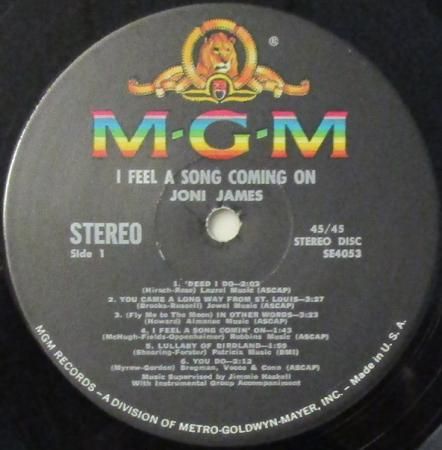 ®
M-G-M
I FEEL A SONG COMING ON
JONI JAMES
STEREO
Side 1
45/45
STEREO DISC
SE4053
1. 'DEED I DO—2:02
(Hirsch-Rose) Laurel Music (ASCAP)
2. YOU CAME A LONG WAY FROM ST. LOUIS—3:27
(Brooks-Russell) Jewel Music (ASCAP)
3. (Fly Me to The Moon) IN OTHER WORDS—3:23
(Howard) Almanac Music (ASCAP)
4. I FEEL A SONG COMIN' ON—1:43
(McHugh-Fields-Oppenheimer) Robbins Music (ASCAP)
5. LULLABY OF BIRDLAND—1:59
(Shearing-Forster) Patricia Music (BMI)
6. YOU DO—2:12
(Myrow-Gordon) Bregman, Vocco & Conn (ASCAP)
Music Supervised by Jimmie Haskell
With Instrumental Group Accompaniment
MGM RECORDS – A DIVISION OF METRO-GOLDWYN-MAYER, INC. – Made in U. S. A.